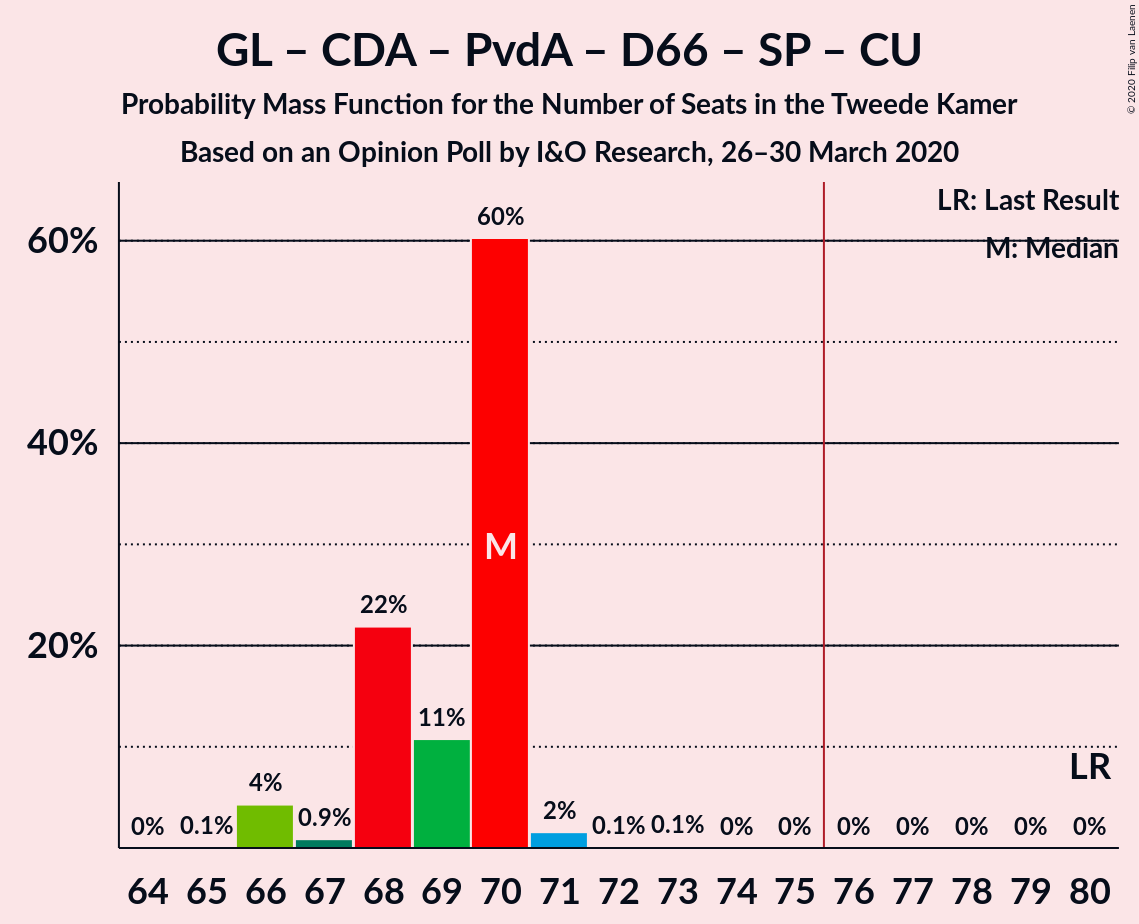 GL – CDA – PvdA – D66 – SP – CU
Probability Mass Function for the Number of Seats in the Tweede Kamer
Based on an Opinion Poll by I&O Research, 26–30 March 2020
© 2020 Filip van Laenen
LR: Last Result
M: Median
60%
40%
20%
0% 0.1% 4% 0.9% 22% 11% 60% 2% 0.1% 0.1% 0% 0% 0% 0% 0% 0% 0%
M
LR
64 65 66 67 68 69 70 71 72 73 74 75 76 77 78 79 80